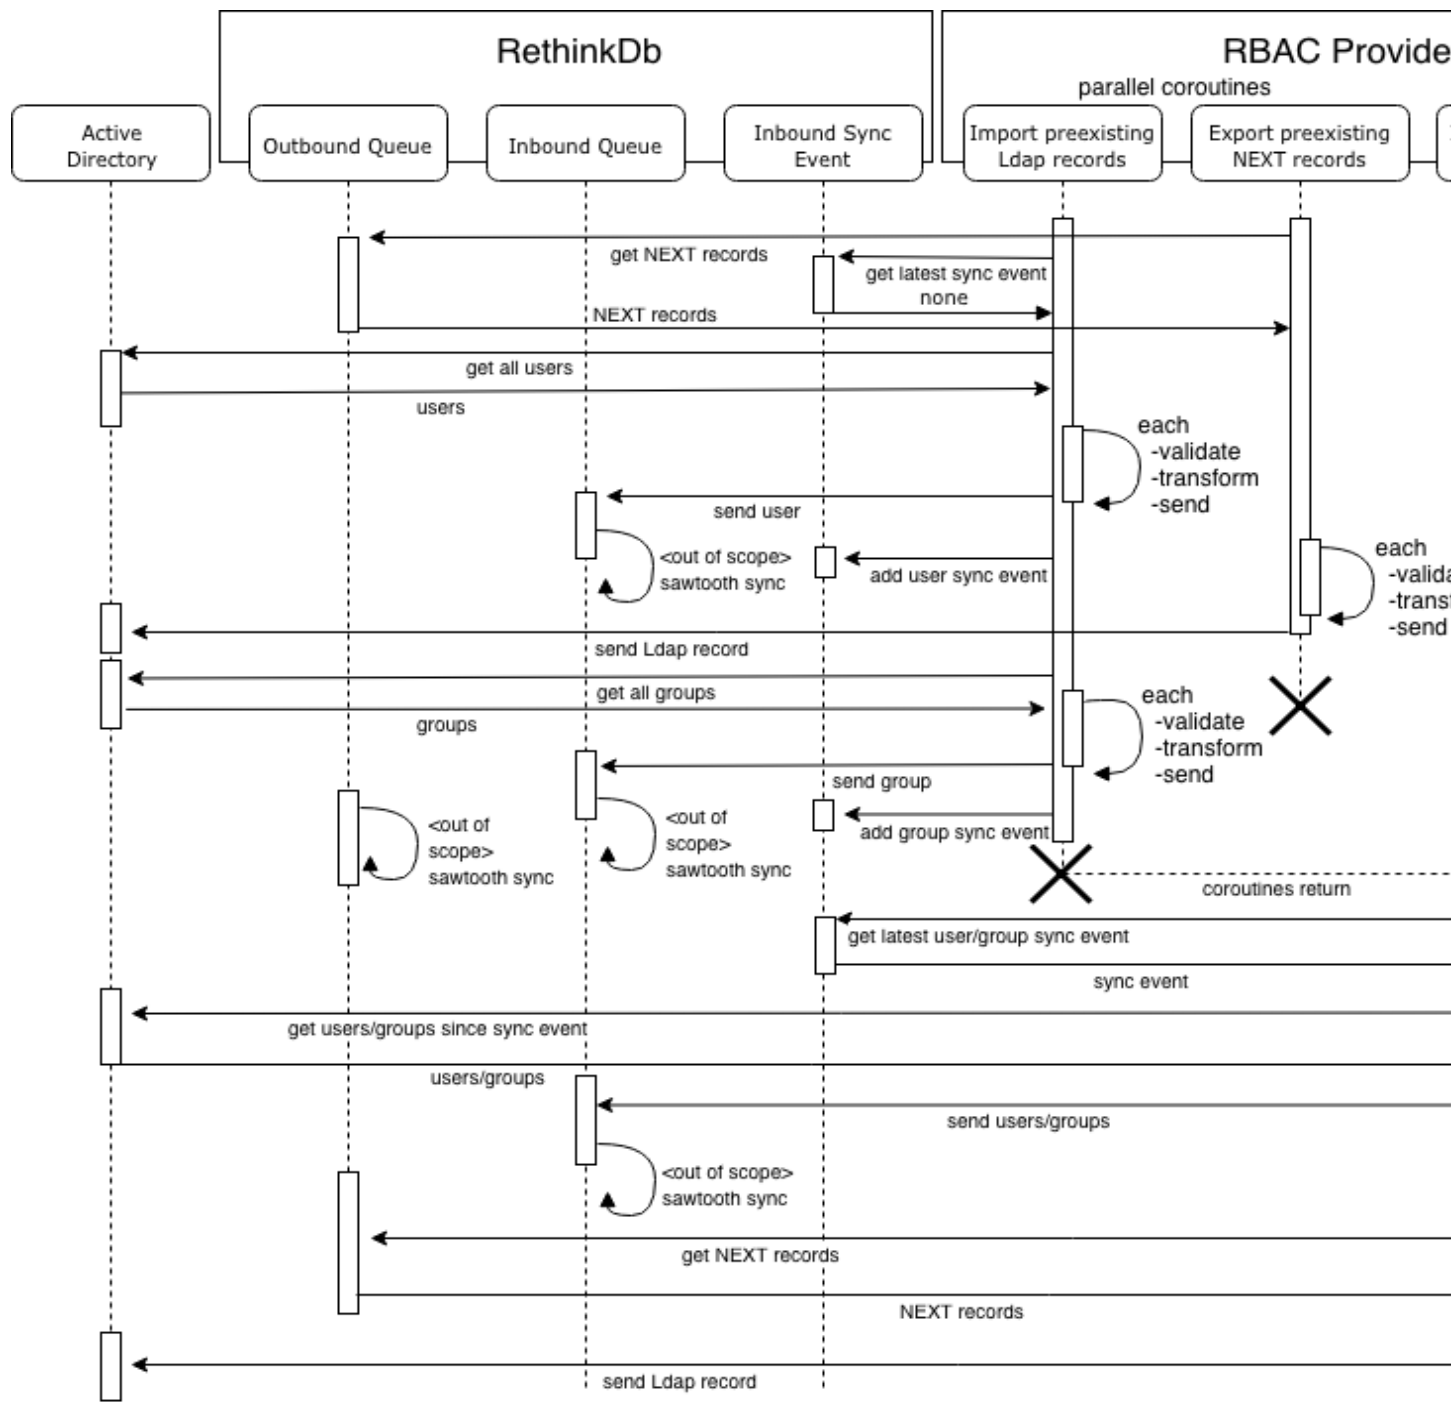 RethinkDb
RBAC Provide
parallel coroutines
Active
Directory
Outbound Queue
Inbound Queue
Inbound Sync
Event
Import preexisting
Ldap records
Export preexisting
NEXT records
get NEXT records
get latest sync event
none
NEXT records
get all users
users
each
-validate
-transform
-send
send user
<out of scope>
sawtooth sync
add user sync event
each
-valida
-transf
-send
send Ldap record
get all groups
groups
each
-validate
-transform
-send
send group
<out of
scope>
sawtooth sync
<out of
scope>
sawtooth sync
add group sync event
coroutines return
get latest user/group sync event
sync event
get users/groups since sync event
users/groups
send users/groups
<out of scope>
sawtooth sync
get NEXT records
NEXT records
send Ldap record